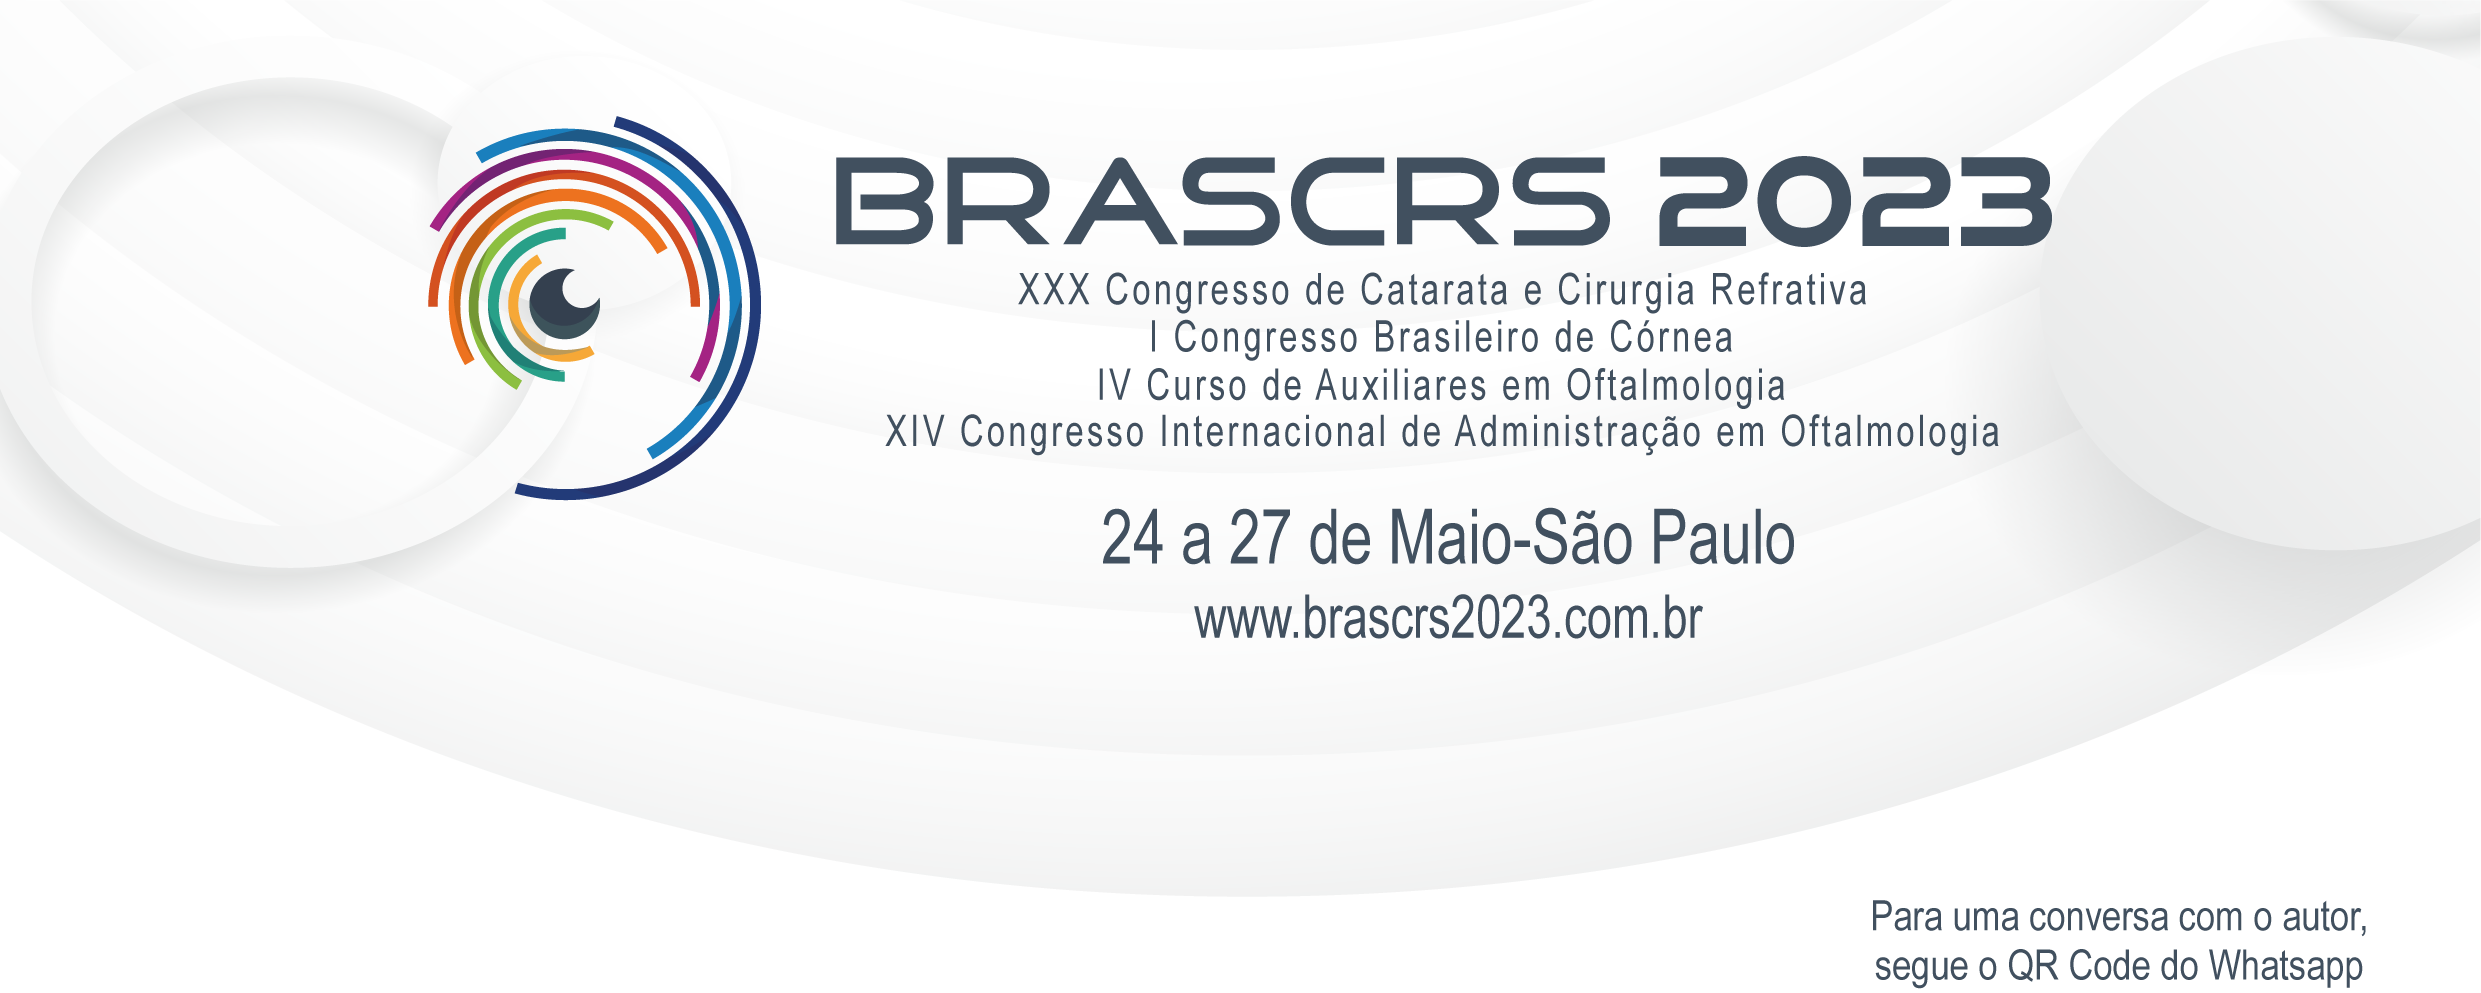 BRASCRS 2023
XXX Congresso de Catarata e Cirurgia Refrativa
I Congresso Brasileiro de Córnea
IV Curso de Auxiliares em Oftalmologia
XIV Congresso Internacional de Administração em Oftalmologia
24 a 27 de Maio-São Paulo
www.brascrs2023.com.br
Para uma conversa com o autor,
segue o QR Code do Whatsapp